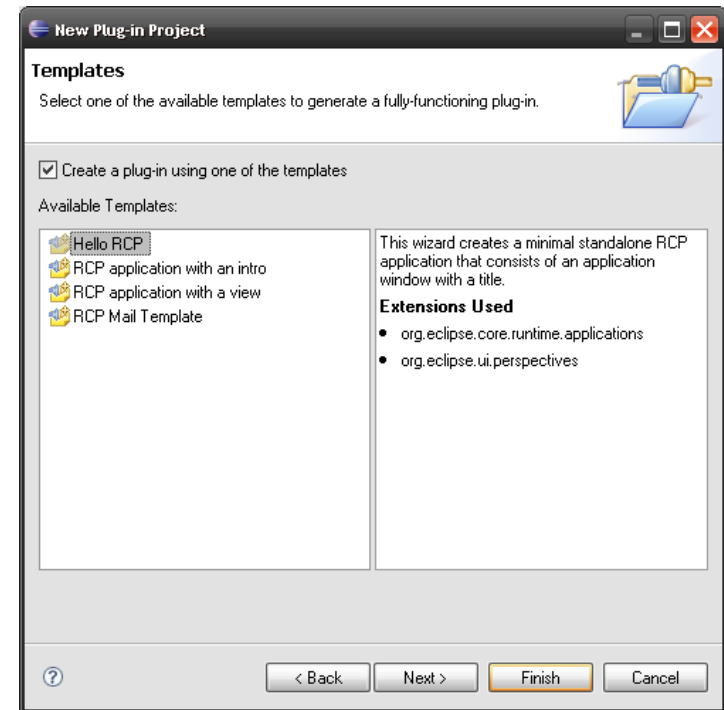 New Plug-in Project
Templates
Select one of the available templates to generate a fully-functioning plug-in.
Create a plug-in using one of the templates
Available Templates:
Hello RCP
RCP application with an intro
RCP application with a view
RCP Mail Template
This wizard creates a minimal standalone RCP
application that consists of an application
window with a title.
Extensions Used
• org.eclipse.core.runtime.applications
• org.eclipse.ui.perspectives
?
< Back
Next >
Finish
Cancel